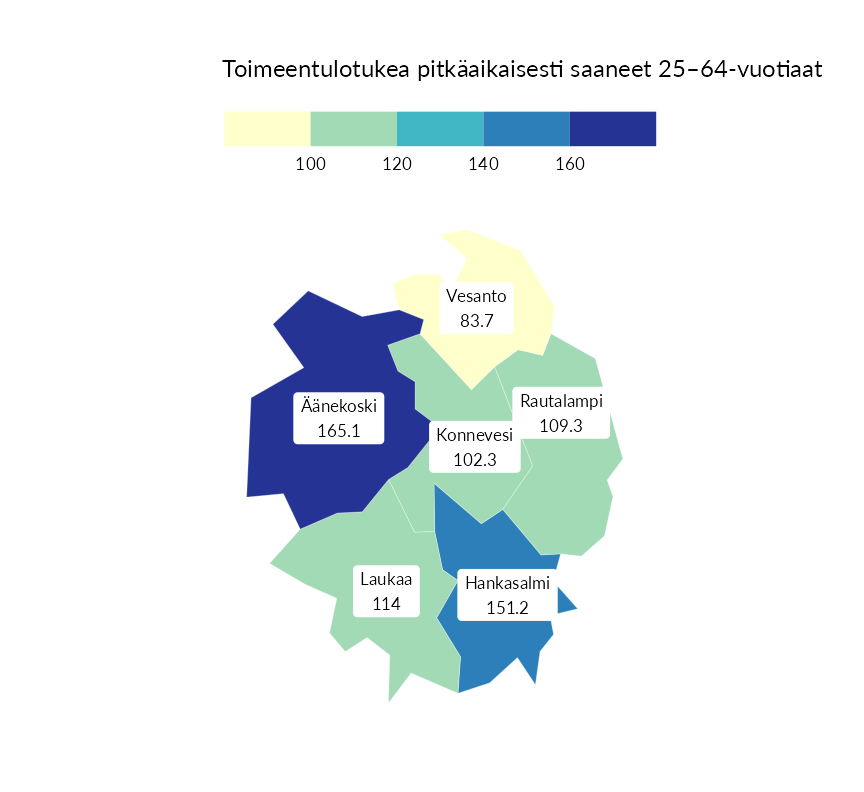 Toimeentulotukea pitkäaikaisesti saaneet 25–64-vuotiaat
100 120 140 160
Vesanto
83.7
Äänekoski
165.1
Rautalampi
109.3
Konnevesi
102.3
Laukaa
114
Hankasalmi
151.2